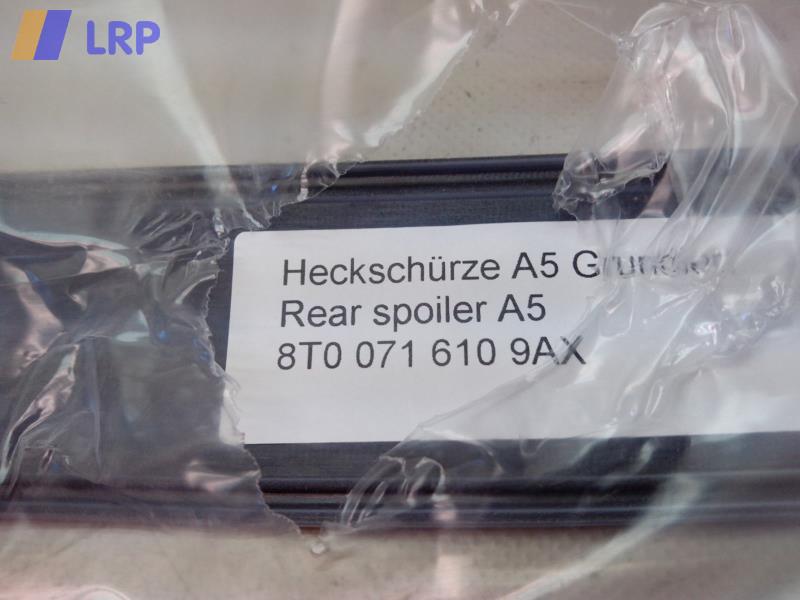 LRP
Heckschürze A5
Rear spoiler A5
8T0 071 610 9AX